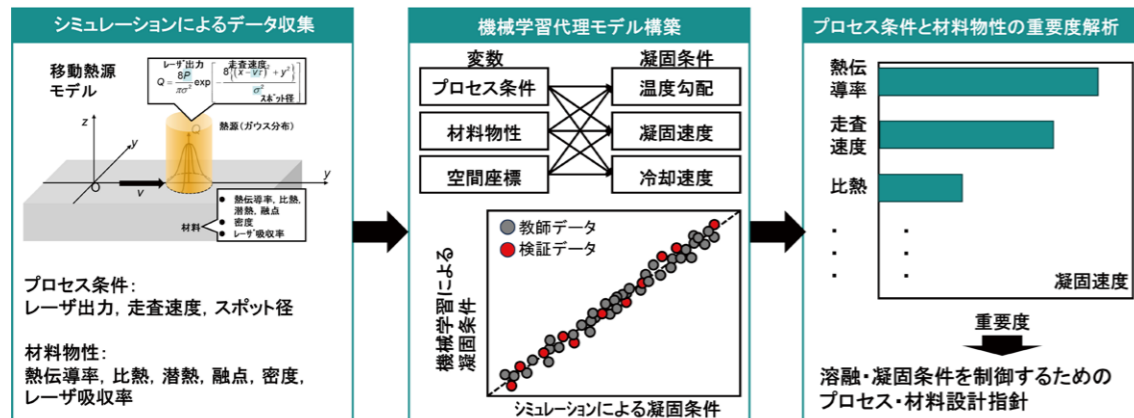 シミュレーションによるデータ収集
移動熱源
モデル
レーザ出力
走査速度
Q = 8P/πσ² exp[-8{(x-vt)²+y²}/σ²]
スポット径
z
y
熱源(ガウス分布)
O
v
y
材料
● 熱伝導率, 比熱,
潜熱, 融点
● 密度
● レーザ吸収率
プロセス条件:
レーザ出力, 走査速度, スポット径
材料物性:
熱伝導率, 比熱, 潜熱, 融点, 密度,
レーザ吸収率
機械学習代理モデル構築
変数
凝固条件
プロセス条件
温度勾配
材料物性
凝固速度
空間座標
冷却速度
教師データ
検証データ
機械学習による
凝固条件
シミュレーションによる凝固条件
プロセス条件と材料物性の重要度解析
熱伝
導率
走査
速度
比熱
・
・
・
・
・
・
凝固速度
重要度
溶融・凝固条件を制御するための
プロセス・材料設計指針